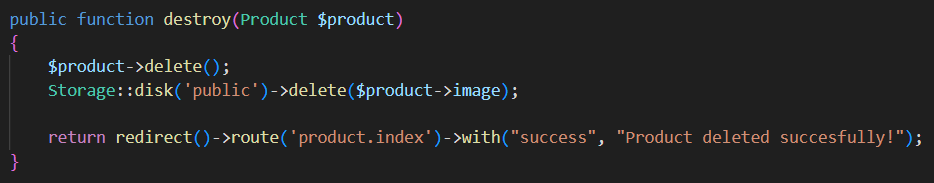 public function destroy(Product $product)
{
    $product->delete();
    Storage::disk('public')->delete($product->image);
    return redirect()->route('product.index')->with("success", "Product deleted succesfully!");
}